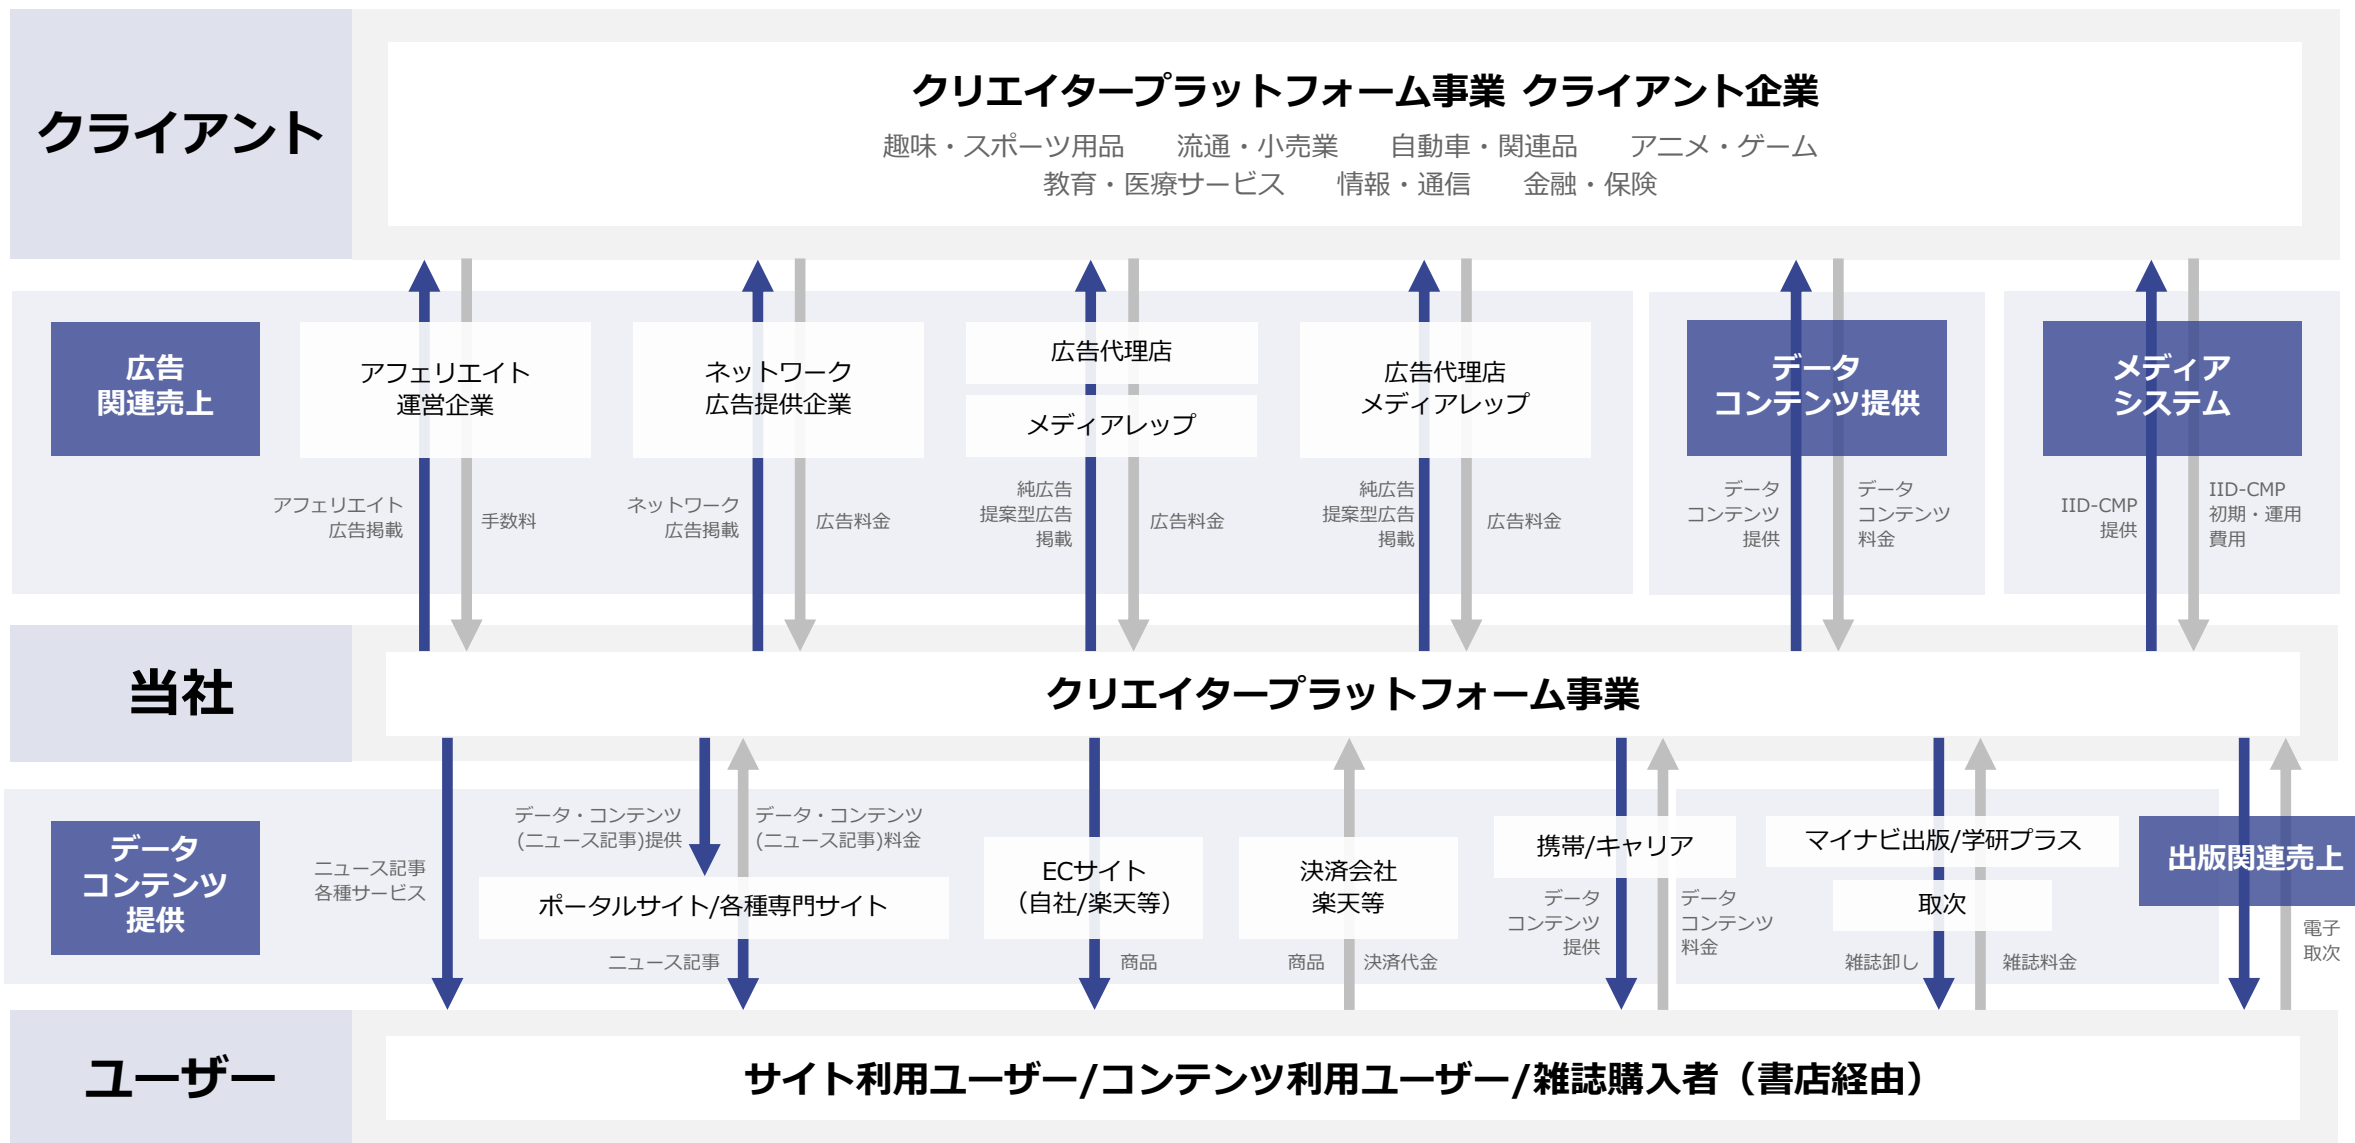 クライアント
クリエイタープラットフォーム事業 クライアント企業
趣味・スポーツ用品　流通・小売業　自動車・関連品　アニメ・ゲーム
教育・医療サービス　情報・通信　金融・保険
広告
関連売上
アフェリエイト
運営企業
ネットワーク
広告提供企業
広告代理店
メディアレップ
広告代理店
メディアレップ
データ
コンテンツ提供
メディア
システム
アフェリエイト
広告掲載
手数料
ネットワーク
広告掲載
広告料金
純広告
提案型広告
掲載
広告料金
純広告
提案型広告
掲載
広告料金
データ
コンテンツ
提供
データ
コンテンツ
料金
IID-CMP
提供
IID-CMP
初期・運用
費用
当社
クリエイタープラットフォーム事業
データ
コンテンツ
提供
ニュース記事
各種サービス
データ・コンテンツ
(ニュース記事)提供
データ・コンテンツ
(ニュース記事)料金
ポータルサイト/各種専門サイト
ニュース記事
ECサイト
（自社/楽天等）
商品
決済会社
楽天等
商品
決済代金
携帯/キャリア
データ
コンテンツ
提供
データ
コンテンツ
料金
マイナビ出版/学研プラス
取次
雑誌卸し
雑誌料金
出版関連売上
電子
取次
ユーザー
サイト利用ユーザー/コンテンツ利用ユーザー/雑誌購入者（書店経由）